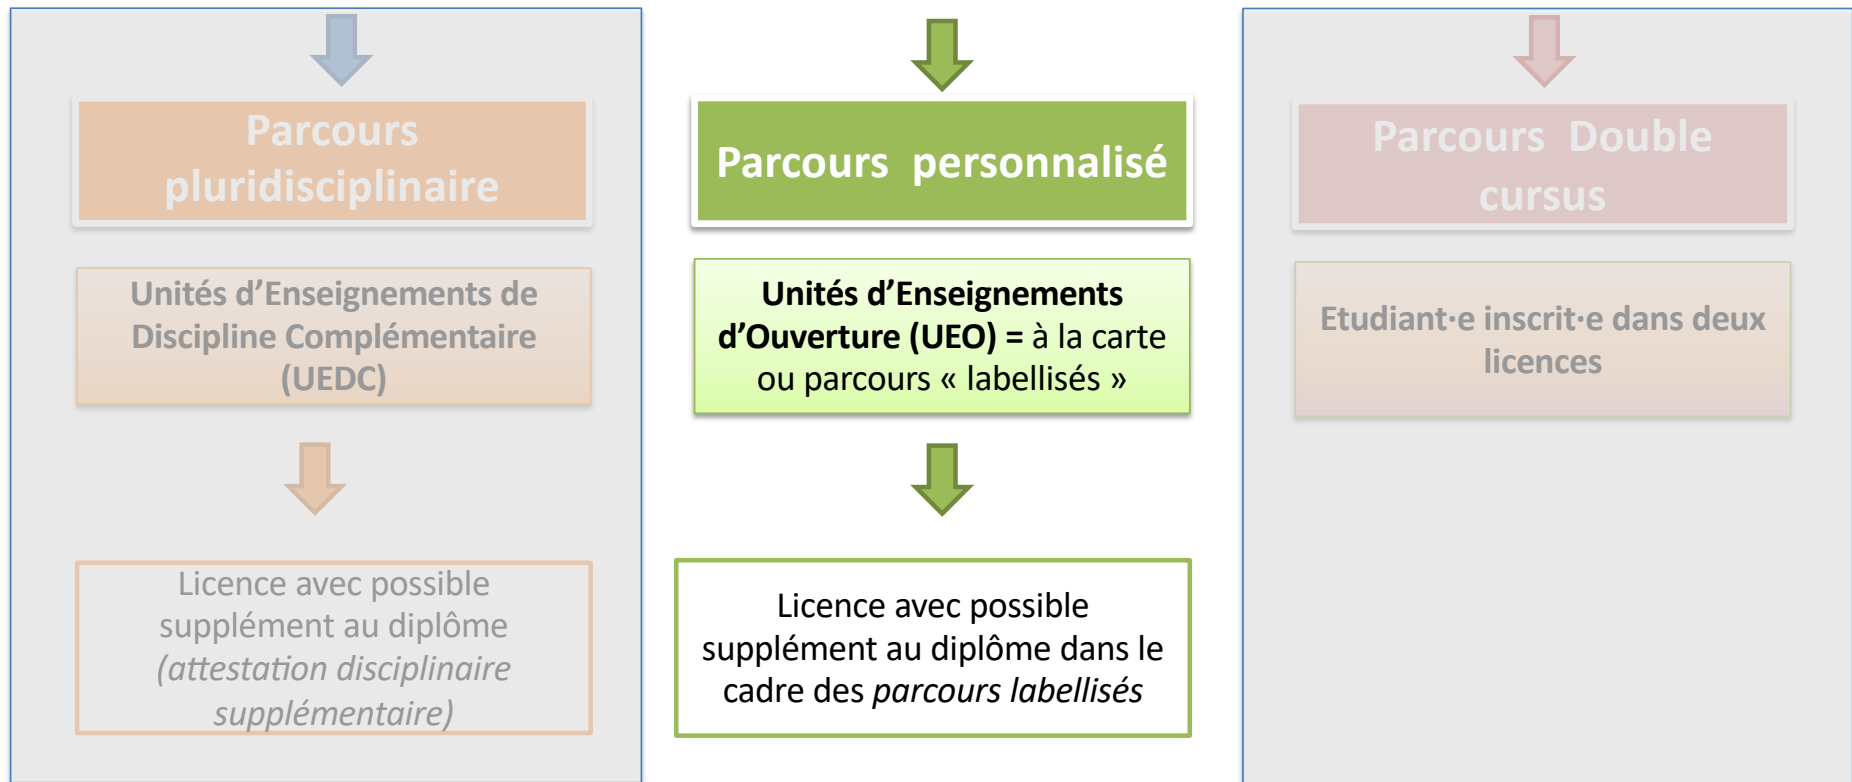 Parcours
pluridisciplinaire
Unités d’Enseignements de
Discipline Complémentaire
(UEDC)
Licence avec possible
supplément au diplôme
(attestation disciplinaire
supplémentaire)
Parcours personnalisé
Unités d’Enseignements
d’Ouverture (UEO) = à la carte
ou parcours « labellisés »
Licence avec possible
supplément au diplôme dans le
cadre des parcours labellisés
Parcours Double
cursus
Etudiant·e inscrit·e dans deux
licences